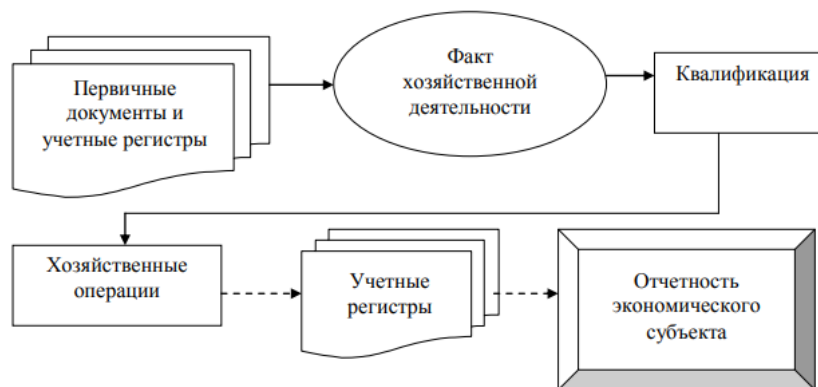 Первичные
документы и
учетные регистры
Факт
хозяйственной
деятельности
Квалификация
Хозяйственные
операции
Учетные
регистры
Отчетность
экономического
субъекта